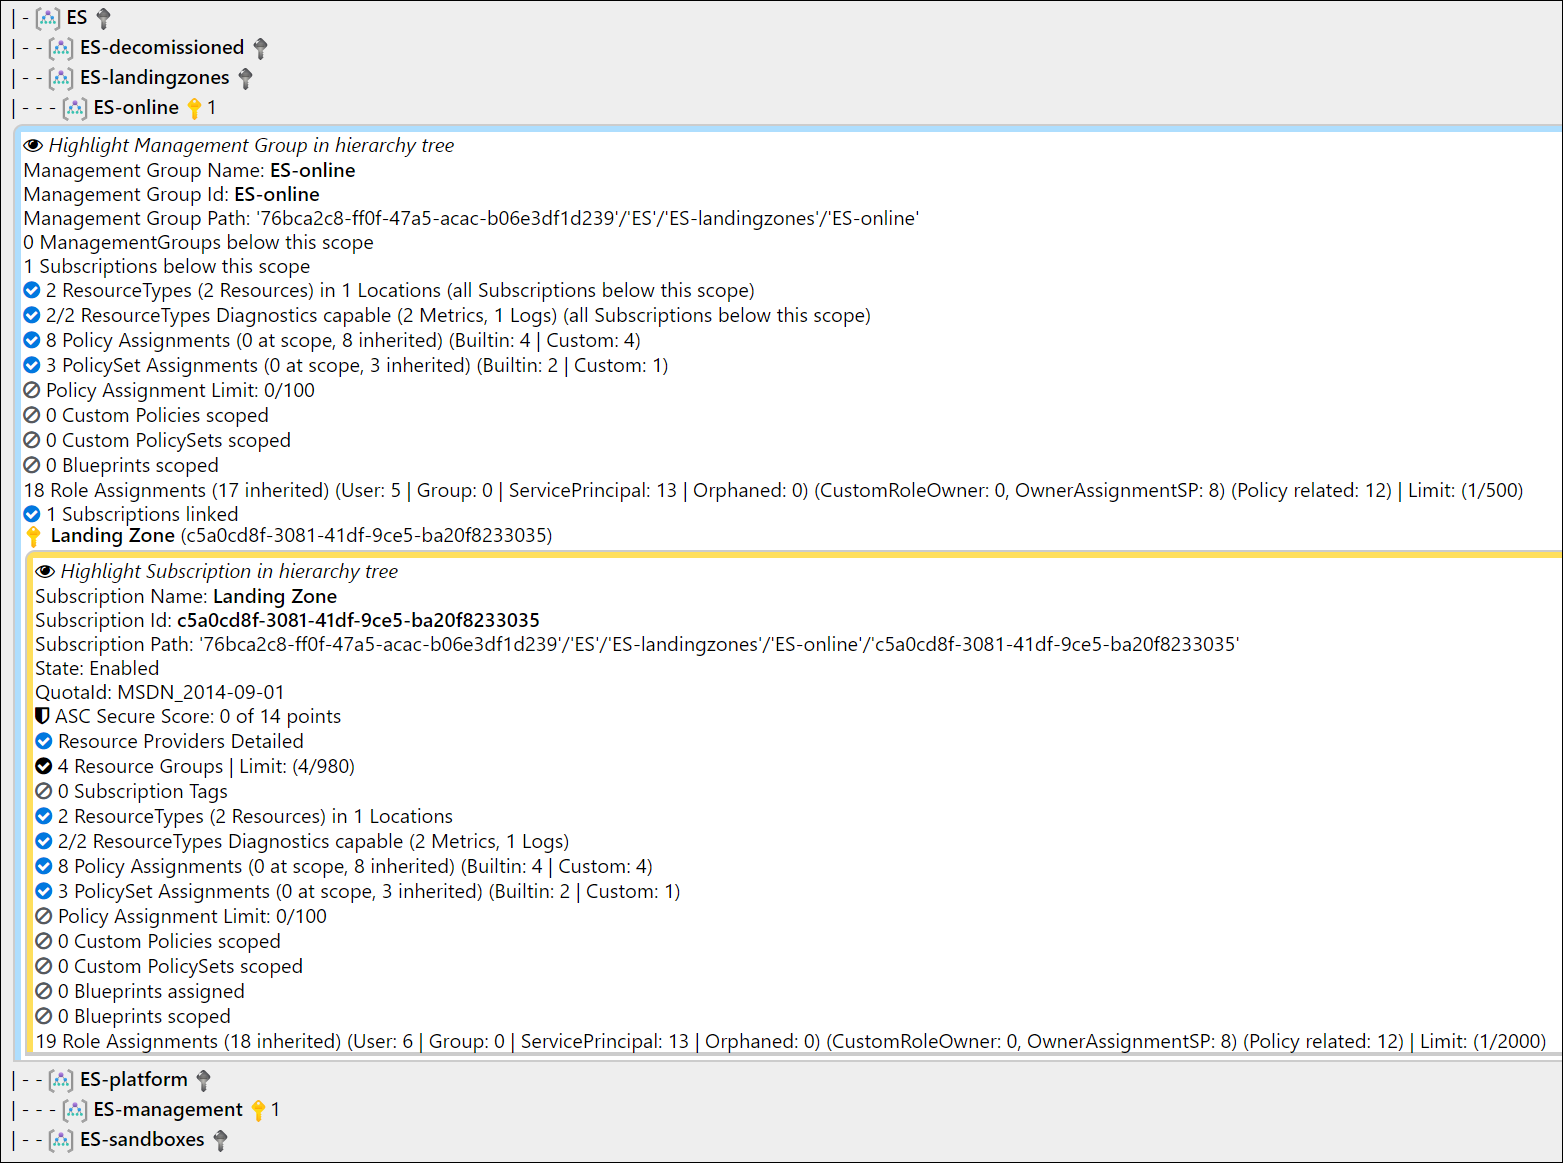 | - ES
| - - ES-decomissioned
| - - ES-landingzones
| - - - ES-online 1
Highlight Management Group in hierarchy tree
Management Group Name: ES-online
Management Group Id: ES-online
Management Group Path: '76bca2c8-ff0f-47a5-acac-b06e3df1d239'/'ES'/'ES-landingzones'/'ES-online'
0 ManagementGroups below this scope
1 Subscriptions below this scope
2 ResourceTypes (2 Resources) in 1 Locations (all Subscriptions below this scope)
2/2 ResourceTypes Diagnostics capable (2 Metrics, 1 Logs) (all Subscriptions below this scope)
8 Policy Assignments (0 at scope, 8 inherited) (Builtin: 4 | Custom: 4)
3 PolicySet Assignments (0 at scope, 3 inherited) (Builtin: 2 | Custom: 1)
Policy Assignment Limit: 0/100
0 Custom Policies scoped
0 Custom PolicySets scoped
0 Blueprints scoped
18 Role Assignments (17 inherited) (User: 5 | Group: 0 | ServicePrincipal: 13 | Orphaned: 0) (CustomRoleOwner: 0, OwnerAssignmentSP: 8) (Policy related: 12) | Limit: (1/500)
1 Subscriptions linked
Landing Zone (c5a0cd8f-3081-41df-9ce5-ba20f8233035)
Highlight Subscription in hierarchy tree
Subscription Name: Landing Zone
Subscription Id: c5a0cd8f-3081-41df-9ce5-ba20f8233035
Subscription Path: '76bca2c8-ff0f-47a5-acac-b06e3df1d239'/'ES'/'ES-landingzones'/'ES-online'/'c5a0cd8f-3081-41df-9ce5-ba20f8233035'
State: Enabled
QuotaId: MSDN_2014-09-01
ASC Secure Score: 0 of 14 points
Resource Providers Detailed
4 Resource Groups | Limit: (4/980)
0 Subscription Tags
2 ResourceTypes (2 Resources) in 1 Locations
2/2 ResourceTypes Diagnostics capable (2 Metrics, 1 Logs)
8 Policy Assignments (0 at scope, 8 inherited) (Builtin: 4 | Custom: 4)
3 PolicySet Assignments (0 at scope, 3 inherited) (Builtin: 2 | Custom: 1)
Policy Assignment Limit: 0/100
0 Custom Policies scoped
0 Custom PolicySets scoped
0 Blueprints assigned
0 Blueprints scoped
19 Role Assignments (18 inherited) (User: 6 | Group: 0 | ServicePrincipal: 13 | Orphaned: 0) (CustomRoleOwner: 0, OwnerAssignmentSP: 8) (Policy related: 12) | Limit: (1/2000)
| - - ES-platform
| - - - ES-management 1
| - - ES-sandboxes